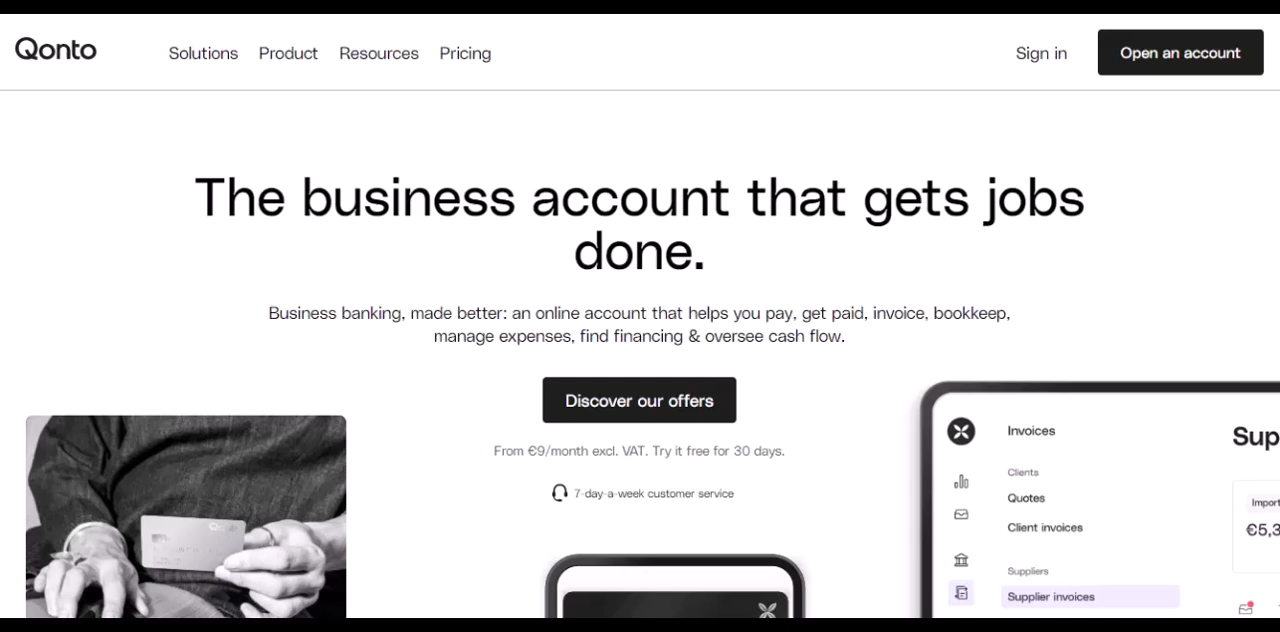 Qonto
Solutions
Product
Resources
Pricing
Sign in
Open an account
The business account that gets jobs
done.
Business banking, made better: an online account that helps you pay, get paid, invoice, bookkeep,
manage expenses, find financing & oversee cash flow.
Discover our offers
From €9/month excl. VAT. Try it free for 30 days.
7-day-a-week customer service
Invoices
Clients
Quotes
Client invoices
Suppliers
Supplier invoices